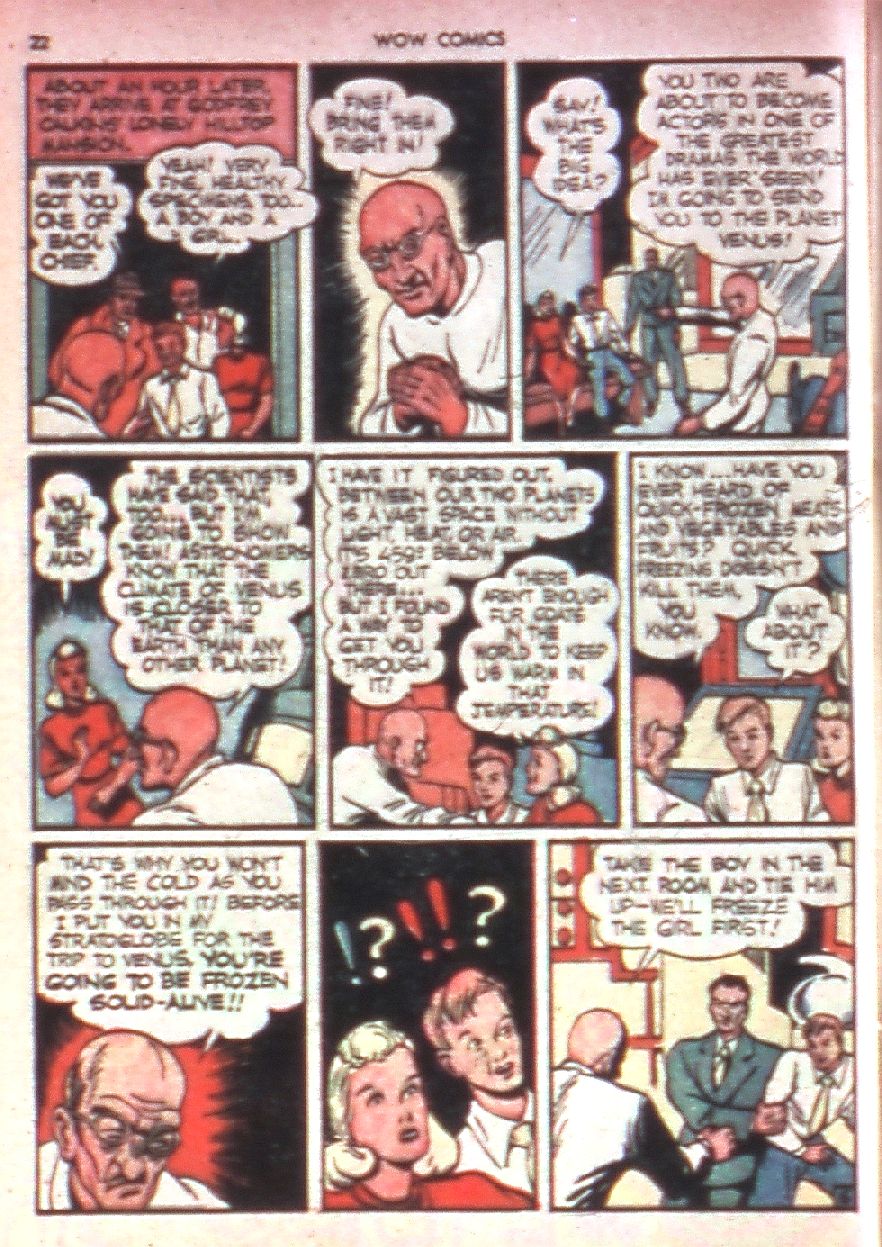 22
WOW COMICS
ABOUT AN HOUR LATER,
THEY ARRIVE AT GODFREY
CALKINS' LONELY HILLTOP
MANSION.
WE'VE
GOT YOU
ONE OF
EACH,
CHIEF.
YEAH! VERY
FINE, HEALTHY
SPECIMENS TOO...
A BOY AND A
GIRL...
FINE!
BRING THEM
RIGHT IN!
SAY!
WHAT'S
THE
BIG
IDEA?
YOU TWO ARE
ABOUT TO BECOME
ACTORS IN ONE OF
THE GREATEST
DRAMAS THE WORLD
HAS EVER SEEN!
I'M GOING TO SEND
YOU TO THE PLANET
VENUS!
YOU
MUST
BE
MAD!
THE SCIENTISTS
HAVE SAID THAT,
TOO... BUT I'M
GOING TO SHOW
THEM! ASTRONOMERS
KNOW THAT THE
CLIMATE OF VENUS
IS CLOSER TO
THAT OF THE
EARTH THAN ANY
OTHER PLANET!
I HAVE IT FIGURED OUT.
BETWEEN OUR TWO PLANETS
IS A VAST SPACE WITHOUT
LIGHT, HEAT, OR AIR.
IT'S 459° BELOW
ZERO OUT
THERE...
BUT I FOUND
A WAY TO
GET YOU
THROUGH
IT!
THERE
AREN'T ENOUGH
FUR COATS
IN THE
WORLD TO KEEP
US WARM IN
THAT
TEMPERATURE!
I KNOW...HAVE YOU
EVER HEARD OF
QUICK-FROZEN MEATS
AND VEGETABLES AND
FRUITS? QUICK
FREEZING DOESN'T
KILL THEM,
YOU
KNOW.
WHAT
ABOUT
IT?
THAT'S WHY YOU WON'T
MIND THE COLD AS YOU
PASS THROUGH IT! BEFORE
I PUT YOU IN MY
STRATOGLOBE FOR THE
TRIP TO VENUS, YOU'RE
GOING TO BE FROZEN
SOLID-ALIVE!!
!?!!?
TAKE THE BOY IN THE
NEXT ROOM AND TIE HIM
UP-WE'LL FREEZE
THE GIRL FIRST!